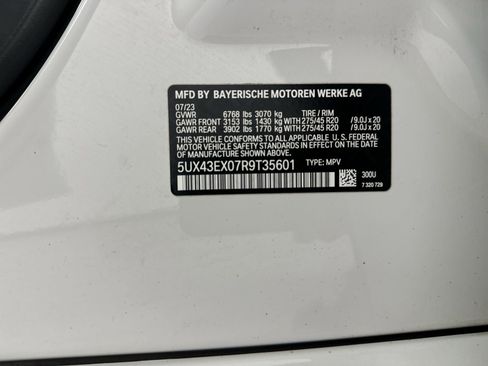 MFD BY BAYERISCHE MOTOREN WERKE AG
07/23
GVWR 6768 lbs 3070 kg TIRE / RIM
GAWR FRONT 3153 lbs 1430 kg WITH 275/45 R20 /9.0J x 20
GAWR REAR 3902 lbs 1770 kg WITH 275/45 R20 /9.0J x 20
THIS VEHICLE CONFORMS TO ALL APPLICABLE U.S. FEDERAL
MOTOR VEHICLE SAFETY STANDARDS IN EFFECT ON THE
DATE OF MANUFACTURE SHOWN ABOVE.
5UX43EX07R9T35601 TYPE: MPV
300U
7 320 729